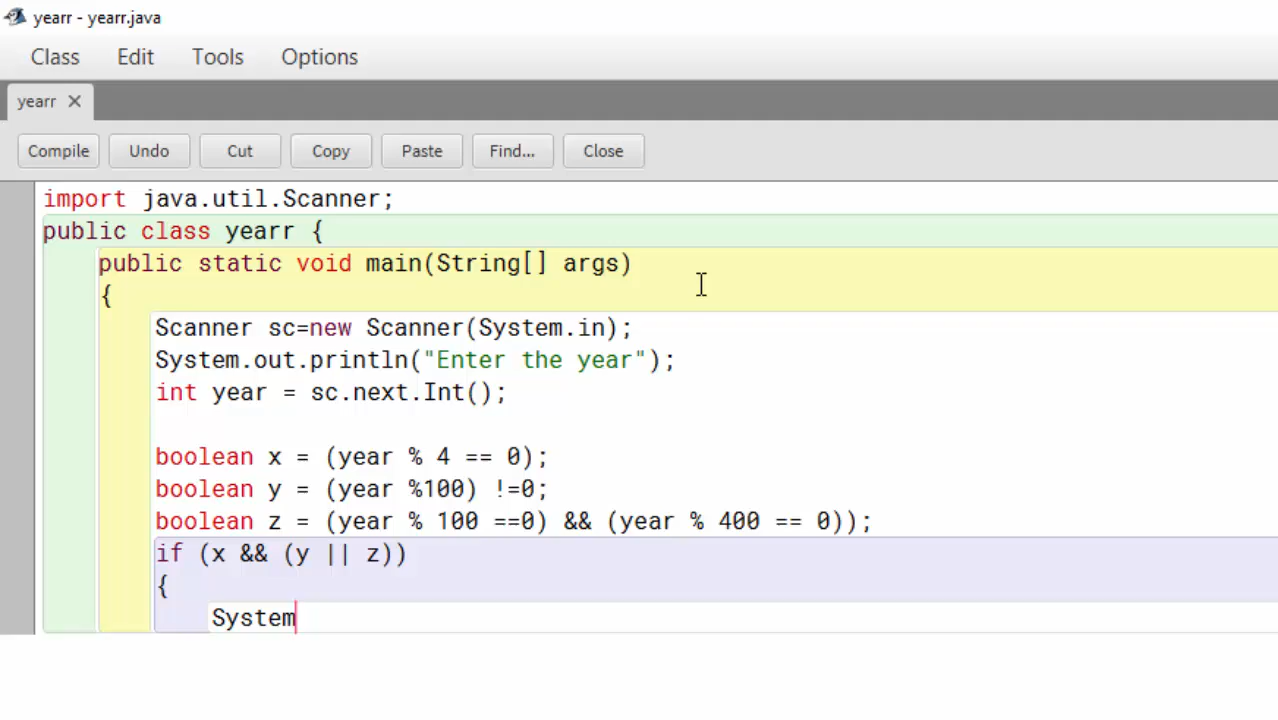 yearr - yearr.java
Class Edit Tools Options
yearr
Compile Undo Cut Copy Paste Find... Close
import java.util.Scanner;
public class yearr {
public static void main(String[] args)
{
Scanner sc=new Scanner(System.in);
System.out.println("Enter the year");
int year = sc.next.Int();
boolean x = (year % 4 == 0);
boolean y = (year %100) !=0;
boolean z = (year % 100 ==0) && (year % 400 == 0));
if (x && (y || z))
{
System